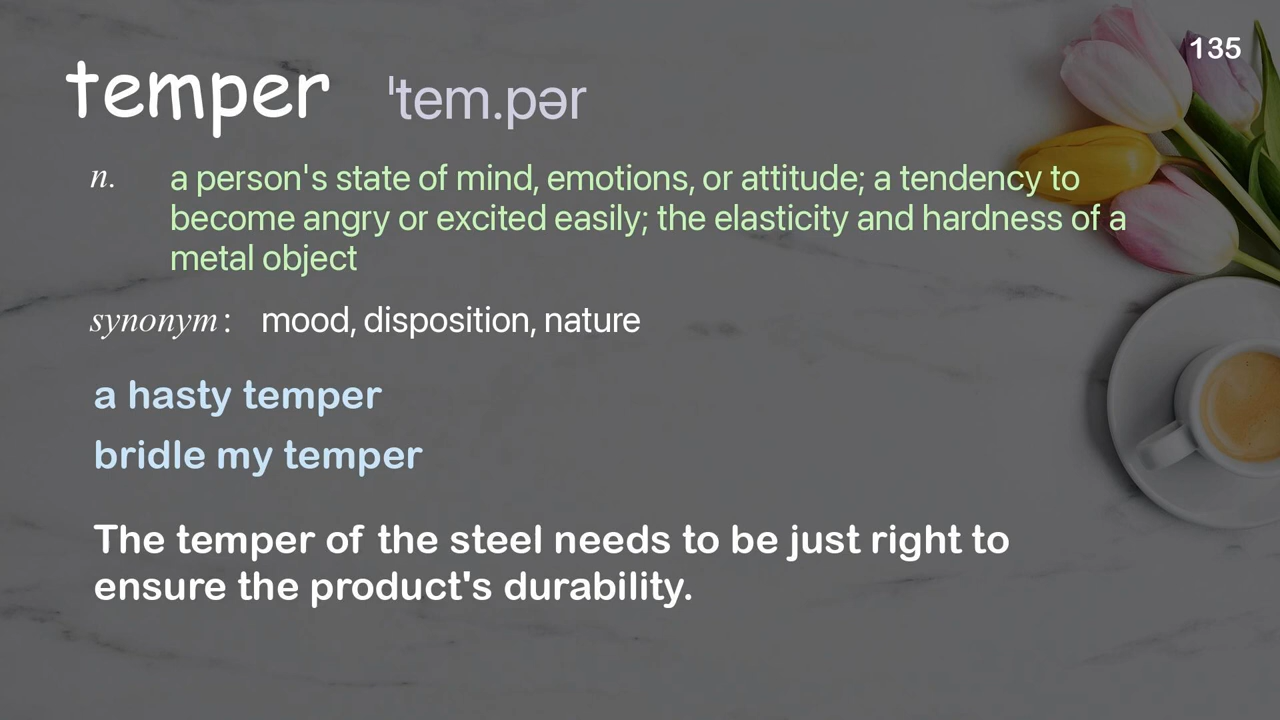 135
temper ˈtem.pər
n. a person's state of mind, emotions, or attitude; a tendency to
become angry or excited easily; the elasticity and hardness of a
metal object
synonym: mood, disposition, nature
a hasty temper
bridle my temper
The temper of the steel needs to be just right to
ensure the product's durability.